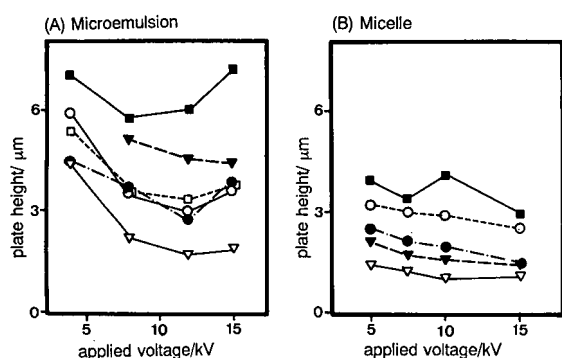 (A) Microemulsion
6
3
0
plate height/ μm
5 10 15
applied voltage/kV
(B) Micelle
6
3
0
plate height/ μm
5 10 15
applied voltage/kV